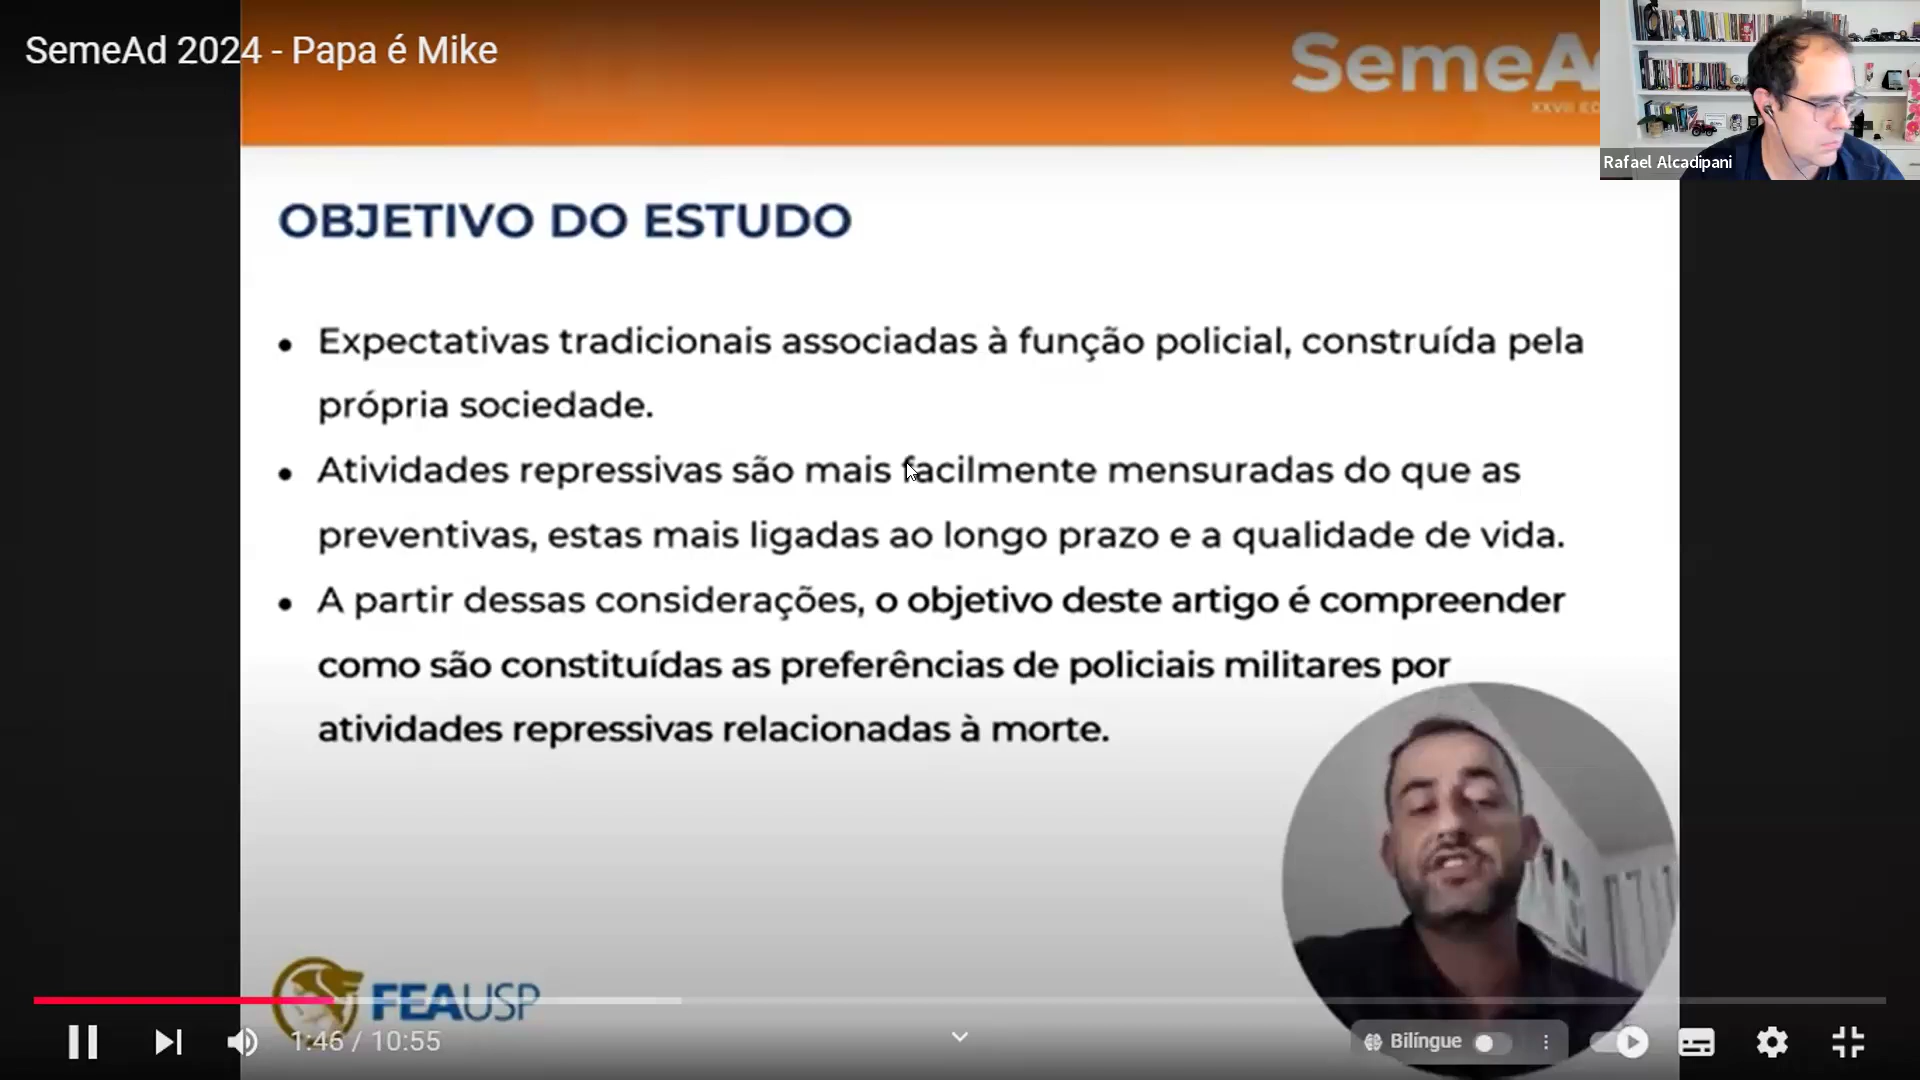 SemeAd 2024 - Papa é Mike
SemeA
XXVII
Rafael Alcadipani
OBJETIVO DO ESTUDO
• Expectativas tradicionais associadas à função policial, construída pela
própria sociedade.
• Atividades repressivas são mais facilmente mensuradas do que as
preventivas, estas mais ligadas ao longo prazo e a qualidade de vida.
• A partir dessas considerações, o objetivo deste artigo é compreender
como são constituídas as preferências de policiais militares por
atividades repressivas relacionadas à morte.
FEAUSP
1:46 / 10:55
Bilíngue